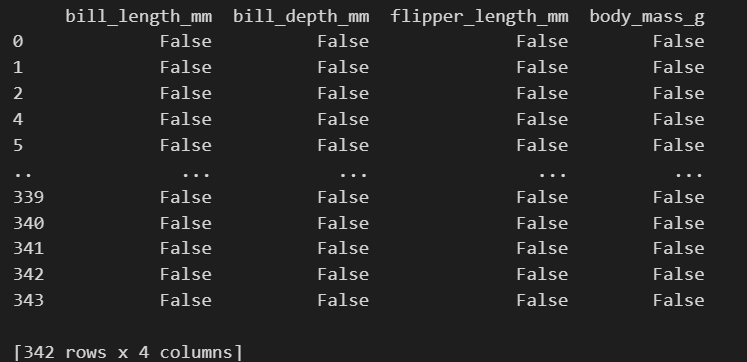 bill_length_mm bill_depth_mm flipper_length_mm body_mass_g
0 False False False False
1 False False False False
2 False False False False
4 False False False False
5 False False False False
.. ... ... ... ...
339 False False False False
340 False False False False
341 False False False False
342 False False False False
343 False False False False
[342 rows x 4 columns]